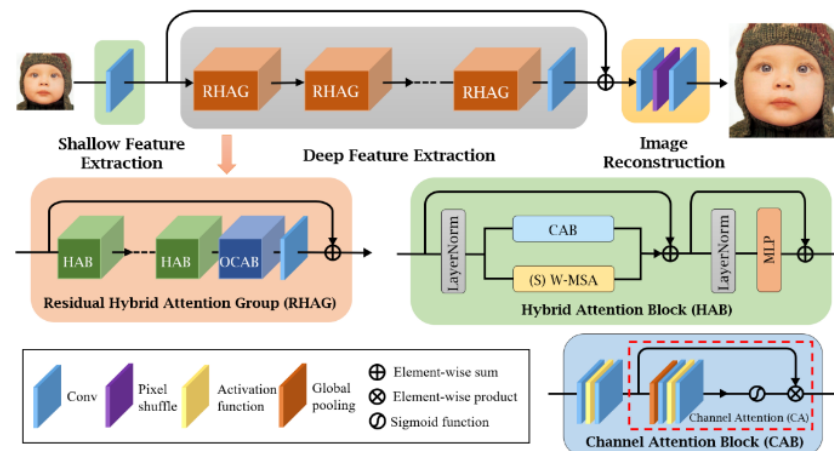 RHAG
RHAG
RHAG
Shallow Feature
Extraction
Deep Feature Extraction
Image
Reconstruction
HAB
HAB
OCAB
Residual Hybrid Attention Group (RHAG)
LayerNorm
CAB
(S) W-MSA
LayerNorm
MLP
Hybrid Attention Block (HAB)
Conv
Pixel
shuffle
Activation
function
Global
pooling
Element-wise sum
Element-wise product
Sigmoid function
Channel Attention (CA)
Channel Attention Block (CAB)